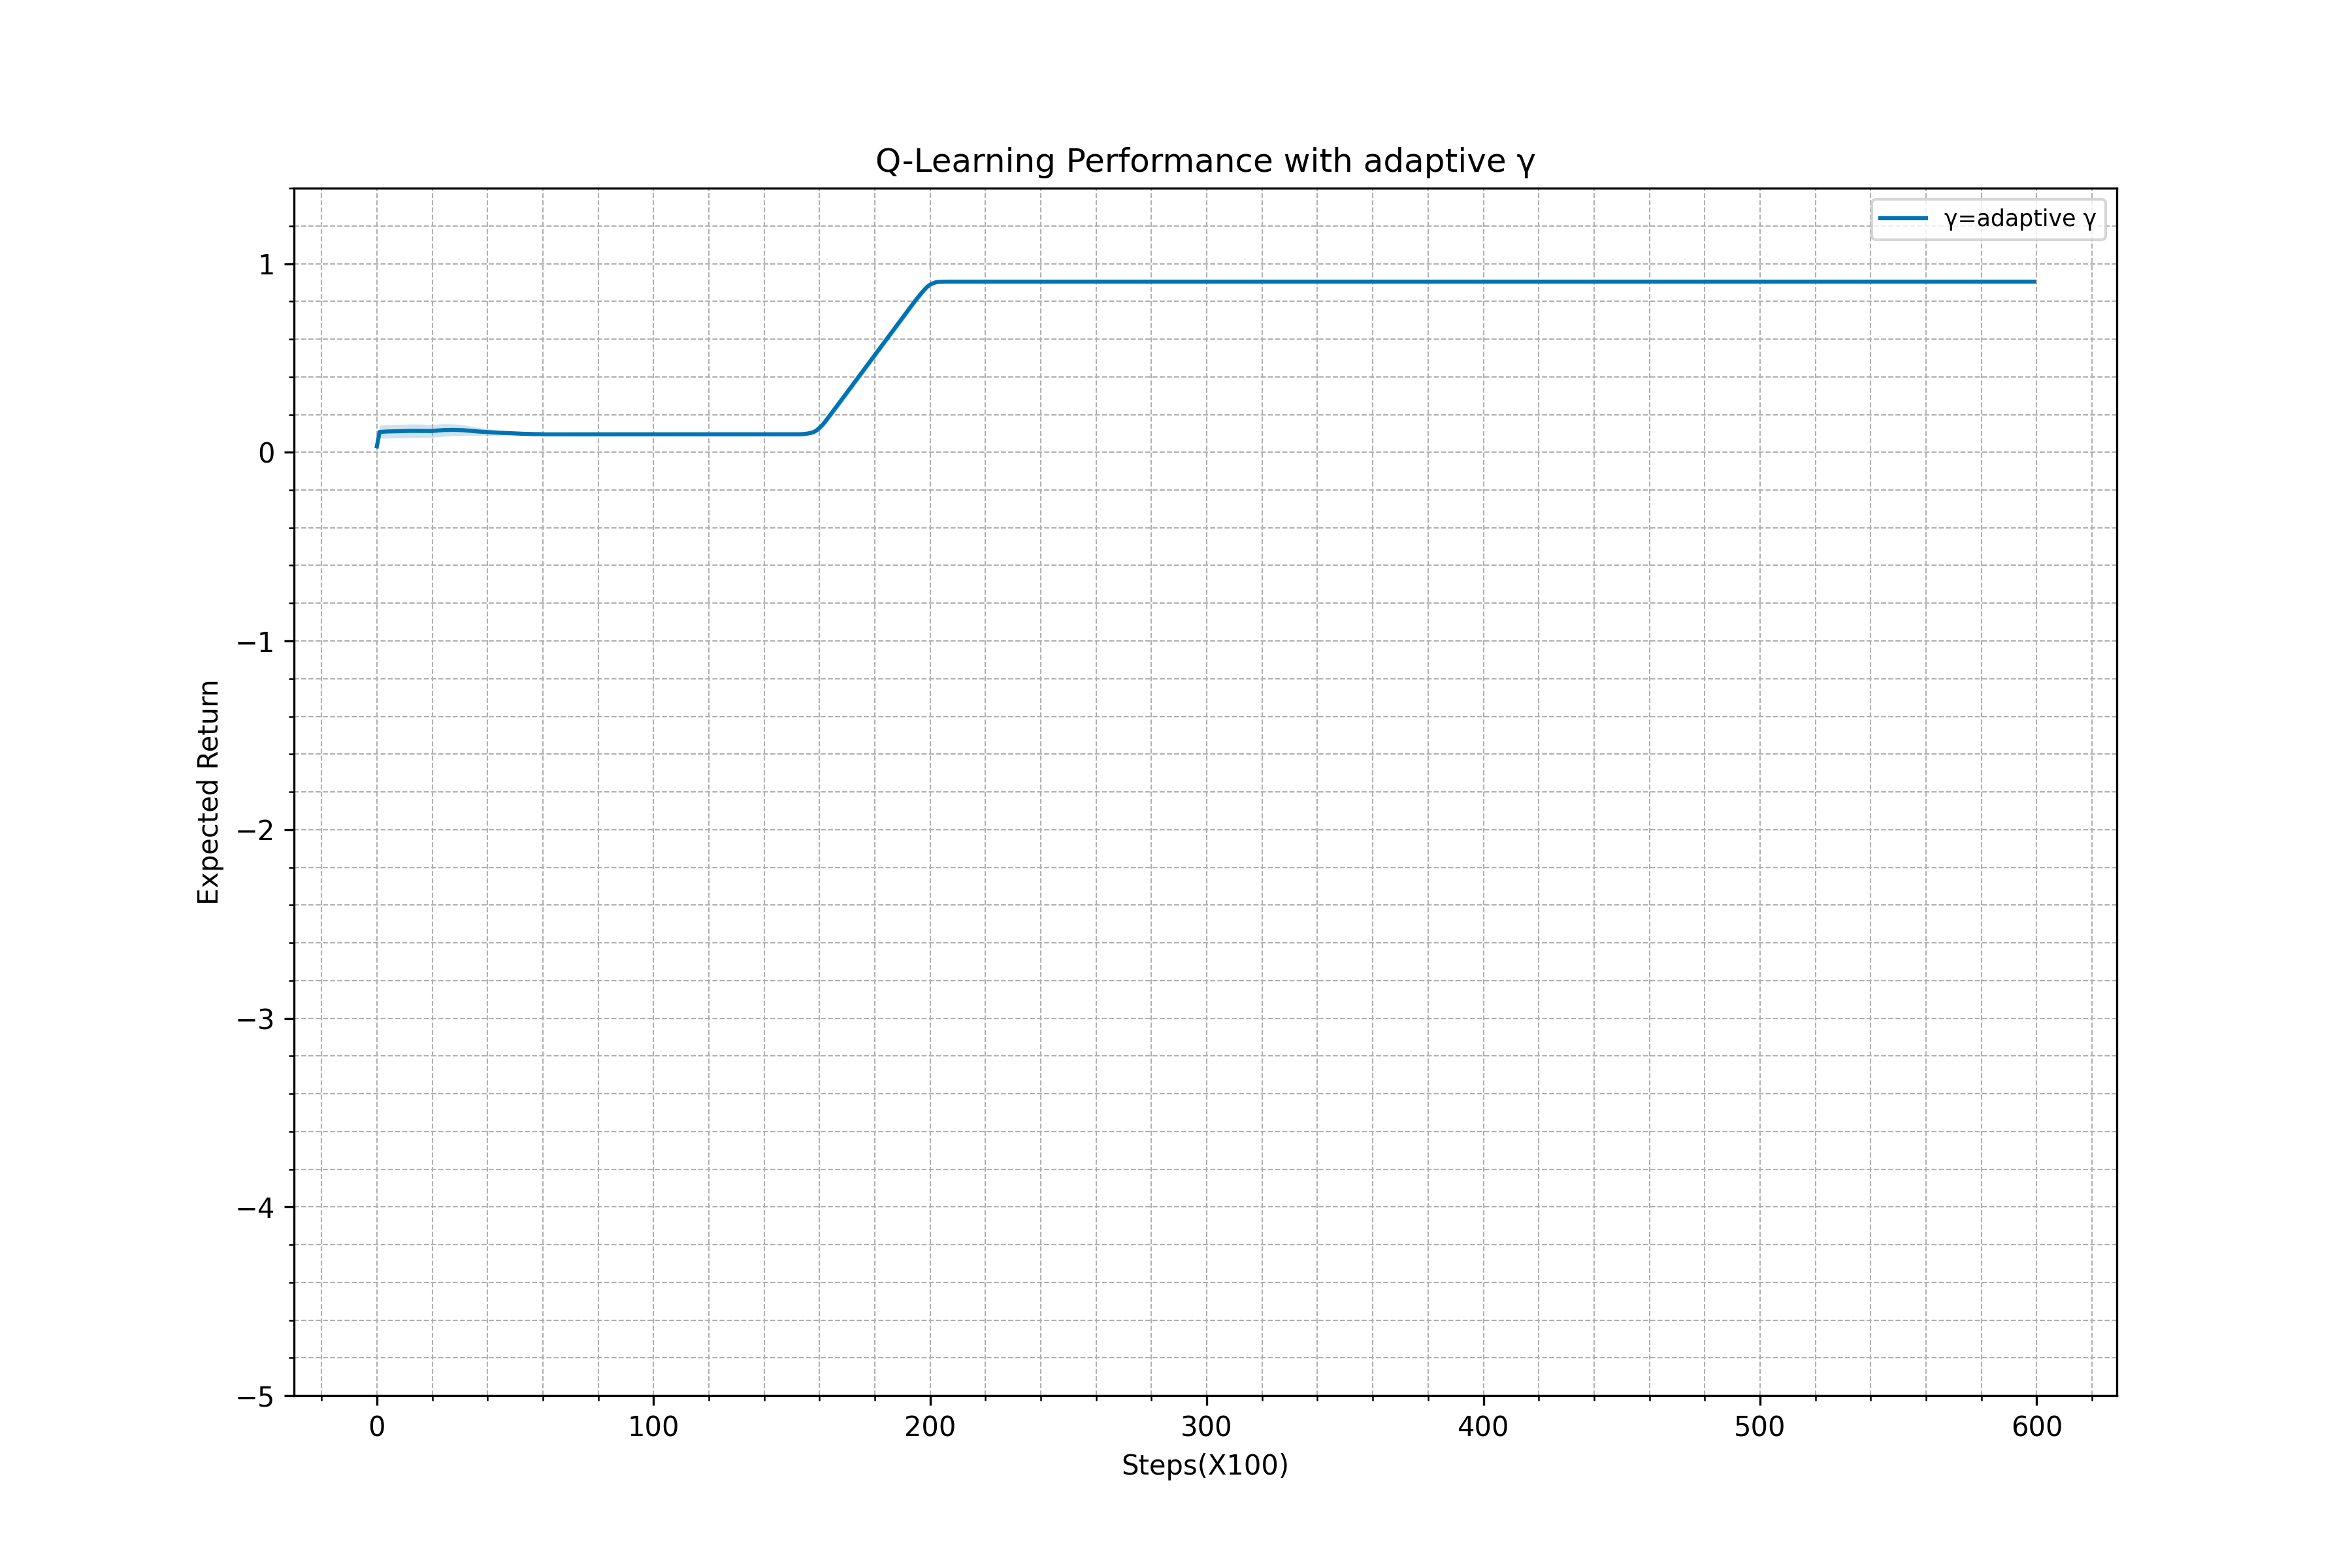 Q-Learning Performance with adaptive γ
γ=adaptive γ
Expected Return
1
0
−1
−2
−3
−4
−5
0 100 200 300 400 500 600
Steps(X100)